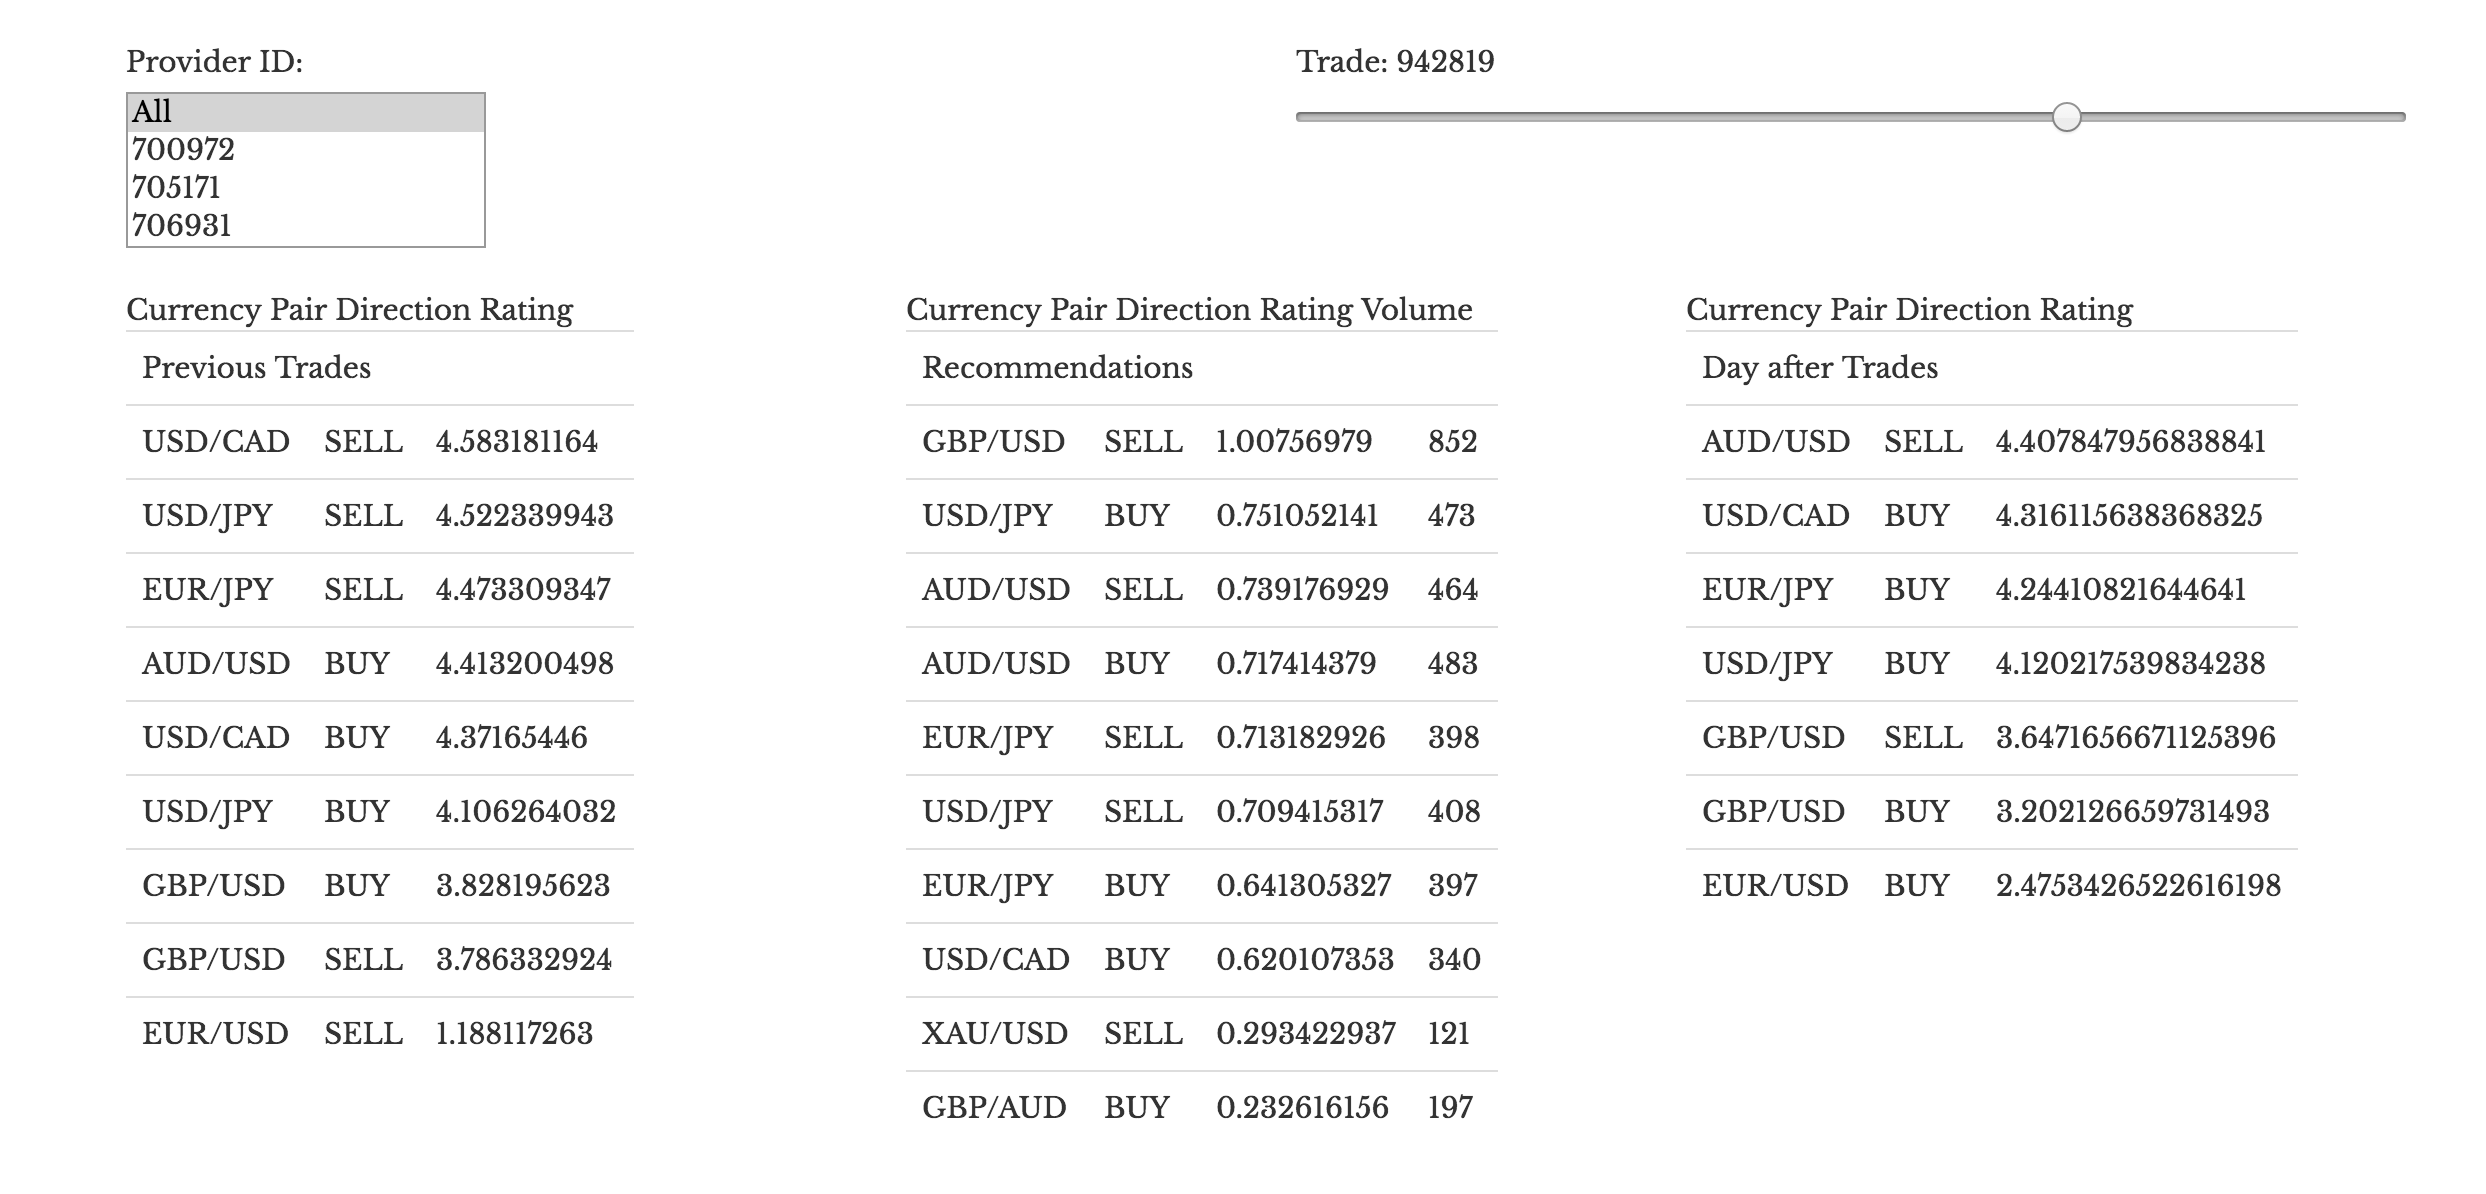 Provider ID:
All
700972
705171
706931
Trade: 942819
Currency Pair Direction Rating
Previous Trades
USD/CAD SELL 4.583181164
USD/JPY SELL 4.522339943
EUR/JPY SELL 4.473309347
AUD/USD BUY 4.413200498
USD/CAD BUY 4.37165446
USD/JPY BUY 4.106264032
GBP/USD BUY 3.828195623
GBP/USD SELL 3.786332924
EUR/USD SELL 1.188117263
Currency Pair Direction Rating Volume
Recommendations
GBP/USD SELL 1.00756979 852
USD/JPY BUY 0.751052141 473
AUD/USD SELL 0.739176929 464
AUD/USD BUY 0.717414379 483
EUR/JPY SELL 0.713182926 398
USD/JPY SELL 0.709415317 408
EUR/JPY BUY 0.641305327 397
USD/CAD BUY 0.620107353 340
XAU/USD SELL 0.293422937 121
GBP/AUD BUY 0.232616156 197
Currency Pair Direction Rating
Day after Trades
AUD/USD SELL 4.407847956838841
USD/CAD BUY 4.316115638368325
EUR/JPY BUY 4.24410821644641
USD/JPY BUY 4.120217539834238
GBP/USD SELL 3.6471656671125396
GBP/USD BUY 3.202126659731493
EUR/USD BUY 2.4753426522616198